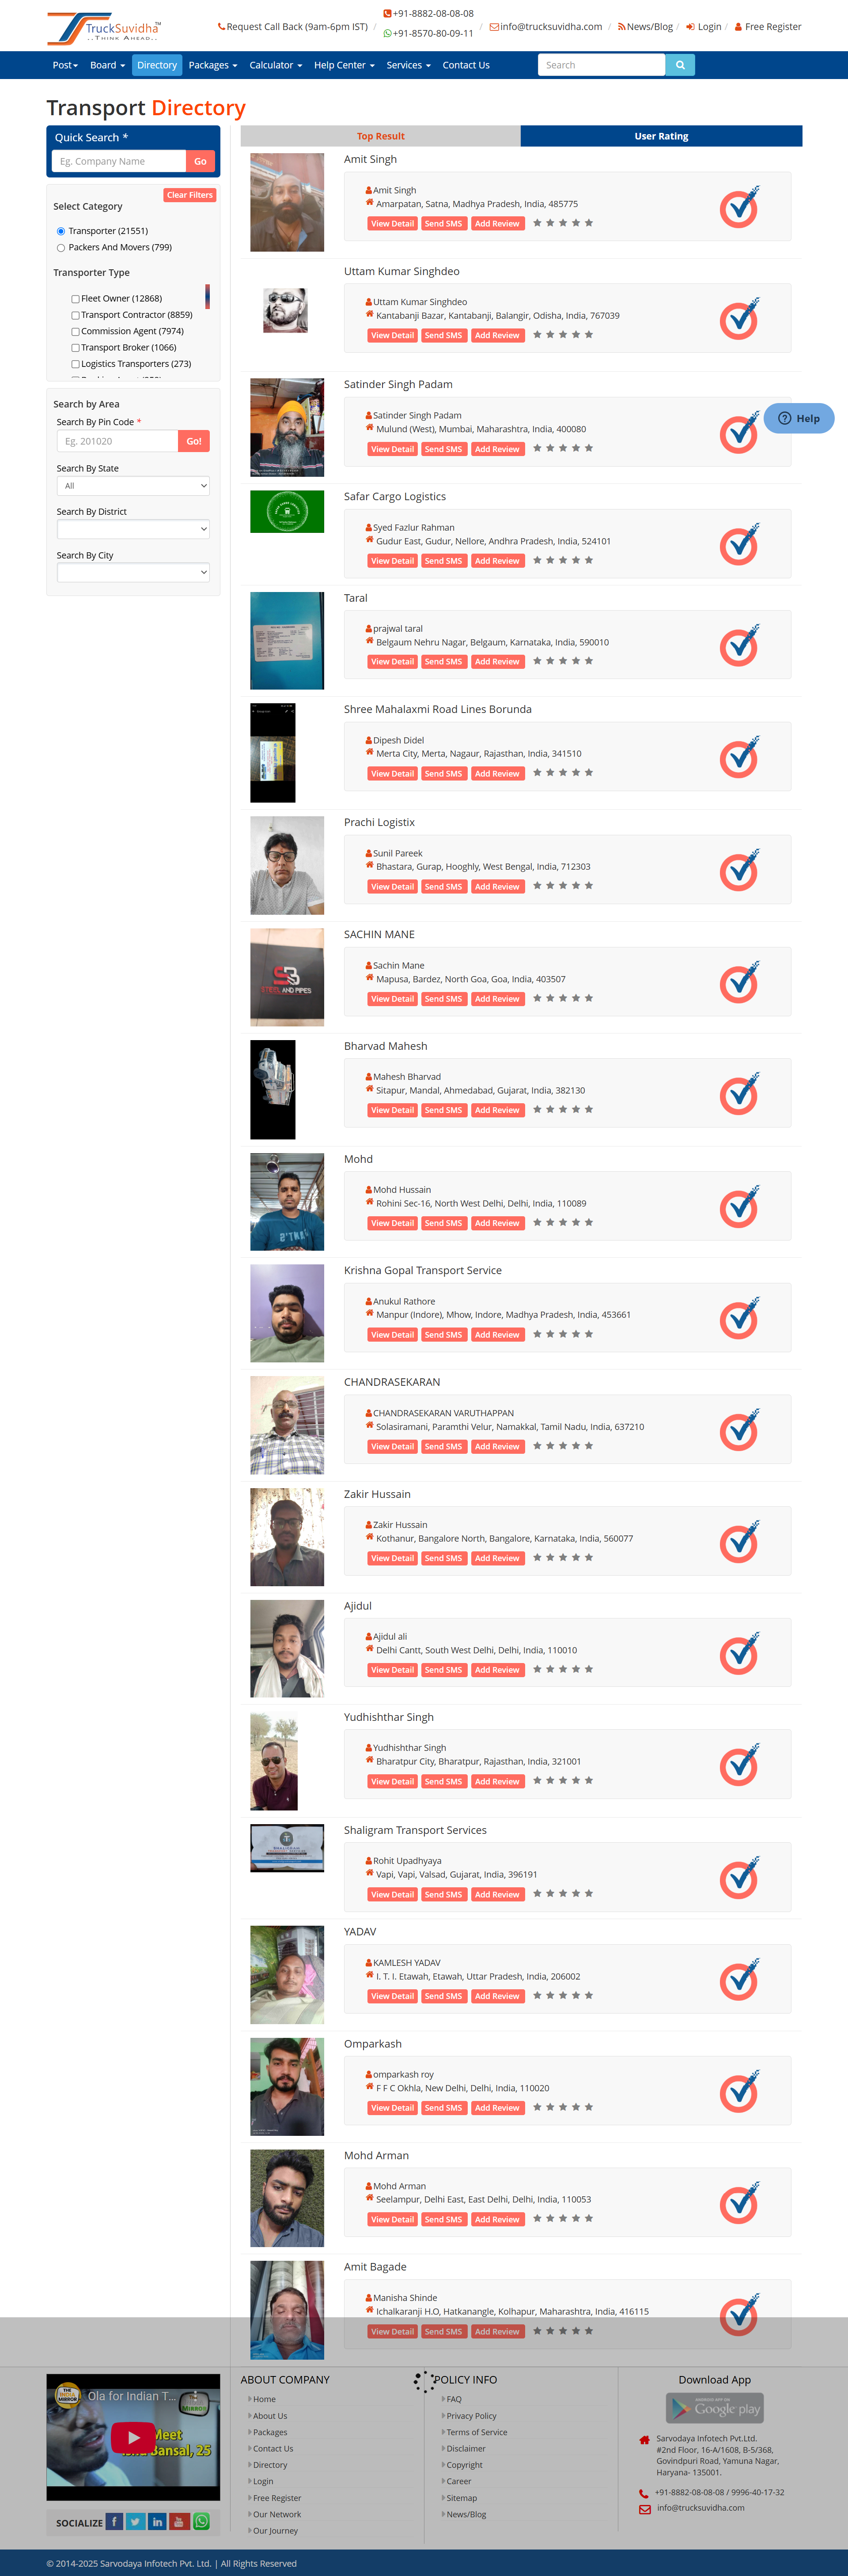 TruckSuvidha™
..Think Ahead..
Request Call Back (9am-6pm IST) /
+91-8882-08-08-08
+91-8570-80-09-11
/ info@trucksuvidha.com / News/Blog / Login / Free Register
Post Board Directory Packages Calculator Help Center Services Contact Us Search
Transport Directory
Quick Search *
Eg. Company Name Go
Clear Filters
Select Category
Transporter (21551)
Packers And Movers (799)
Transporter Type
Fleet Owner (12868)
Transport Contractor (8859)
Commission Agent (7974)
Transport Broker (1066)
Logistics Transporters (273)
Search by Area
Search By Pin Code *
Eg. 201020 Go!
Search By State
All
Search By District
Search By City
Top Result User Rating
Amit Singh
Amit Singh
Amarpatan, Satna, Madhya Pradesh, India, 485775
View Detail Send SMS Add Review
Uttam Kumar Singhdeo
Uttam Kumar Singhdeo
Kantabanji Bazar, Kantabanji, Balangir, Odisha, India, 767039
View Detail Send SMS Add Review
Satinder Singh Padam
Satinder Singh Padam
Mulund (West), Mumbai, Maharashtra, India, 400080
View Detail Send SMS Add Review
Help
Safar Cargo Logistics
Syed Fazlur Rahman
Gudur East, Gudur, Nellore, Andhra Pradesh, India, 524101
View Detail Send SMS Add Review
Taral
prajwal taral
Belgaum Nehru Nagar, Belgaum, Karnataka, India, 590010
View Detail Send SMS Add Review
Shree Mahalaxmi Road Lines Borunda
Dipesh Didel
Merta City, Merta, Nagaur, Rajasthan, India, 341510
View Detail Send SMS Add Review
Prachi Logistix
Sunil Pareek
Bhastara, Gurap, Hooghly, West Bengal, India, 712303
View Detail Send SMS Add Review
SACHIN MANE
Sachin Mane
Mapusa, Bardez, North Goa, Goa, India, 403507
View Detail Send SMS Add Review
SB
STEEL AND PIPES
Bharvad Mahesh
Mahesh Bharvad
Sitapur, Mandal, Ahmedabad, Gujarat, India, 382130
View Detail Send SMS Add Review
Mohd
Mohd Hussain
Rohini Sec-16, North West Delhi, Delhi, India, 110089
View Detail Send SMS Add Review
Krishna Gopal Transport Service
Anukul Rathore
Manpur (Indore), Mhow, Indore, Madhya Pradesh, India, 453661
View Detail Send SMS Add Review
CHANDRASEKARAN
CHANDRASEKARAN VARUTHAPPAN
Solasiramani, Paramthi Velur, Namakkal, Tamil Nadu, India, 637210
View Detail Send SMS Add Review
Zakir Hussain
Zakir Hussain
Kothanur, Bangalore North, Bangalore, Karnataka, India, 560077
View Detail Send SMS Add Review
Ajidul
Ajidul ali
Delhi Cantt, South West Delhi, Delhi, India, 110010
View Detail Send SMS Add Review
Yudhishthar Singh
Yudhishthar Singh
Bharatpur City, Bharatpur, Rajasthan, India, 321001
View Detail Send SMS Add Review
Shaligram Transport Services
Rohit Upadhyaya
Vapi, Vapi, Valsad, Gujarat, India, 396191
View Detail Send SMS Add Review
YADAV
KAMLESH YADAV
I. T. I. Etawah, Etawah, Uttar Pradesh, India, 206002
View Detail Send SMS Add Review
Omparkash
omparkash roy
F F C Okhla, New Delhi, Delhi, India, 110020
View Detail Send SMS Add Review
Mohd Arman
Mohd Arman
Seelampur, Delhi East, East Delhi, Delhi, India, 110053
View Detail Send SMS Add Review
Amit Bagade
Manisha Shinde
Ichalkaranji H.O, Hatkanangle, Kolhapur, Maharashtra, India, 416115
View Detail Send SMS Add Review
Ola for Indian T...
THE INDIA MIRROR
MIRROR
Meet
Bansal, 25
SOCIALIZE
ABOUT COMPANY
Home
About Us
Packages
Contact Us
Directory
Login
Free Register
Our Network
Our Journey
POLICY INFO
FAQ
Privacy Policy
Terms of Service
Disclaimer
Copyright
Career
Sitemap
News/Blog
Download App
ANDROID APP ON
Google play
Sarvodaya Infotech Pvt.Ltd.
#2nd Floor, 16-A/1608, B-5/368,
Govindpuri Road, Yamuna Nagar,
Haryana- 135001.
+91-8882-08-08-08 / 9996-40-17-32
info@trucksuvidha.com
© 2014-2025 Sarvodaya Infotech Pvt. Ltd. | All Rights Reserved